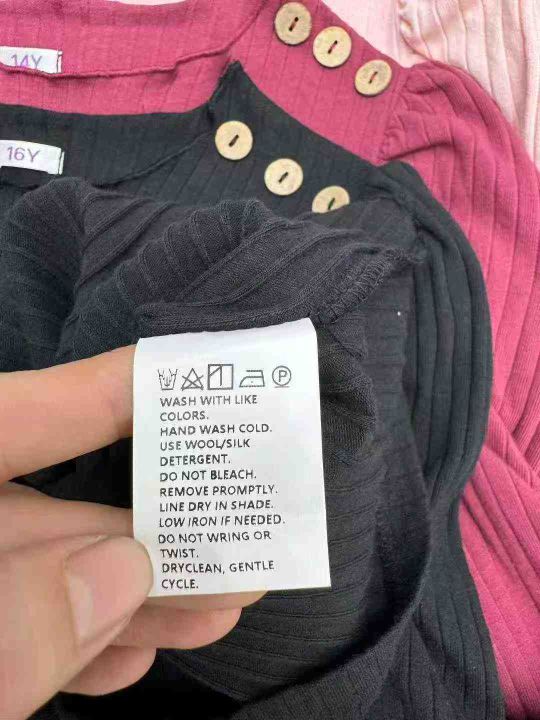 14Y
16Y
P
WASH WITH LIKE
COLORS.
HAND WASH COLD.
USE WOOL/SILK
DETERGENT.
DO NOT BLEACH.
REMOVE PROMPTLY.
LINE DRY IN SHADE.
LOW IRON IF NEEDED.
DO NOT WRING OR
TWIST.
DRYCLEAN, GENTLE
CYCLE.